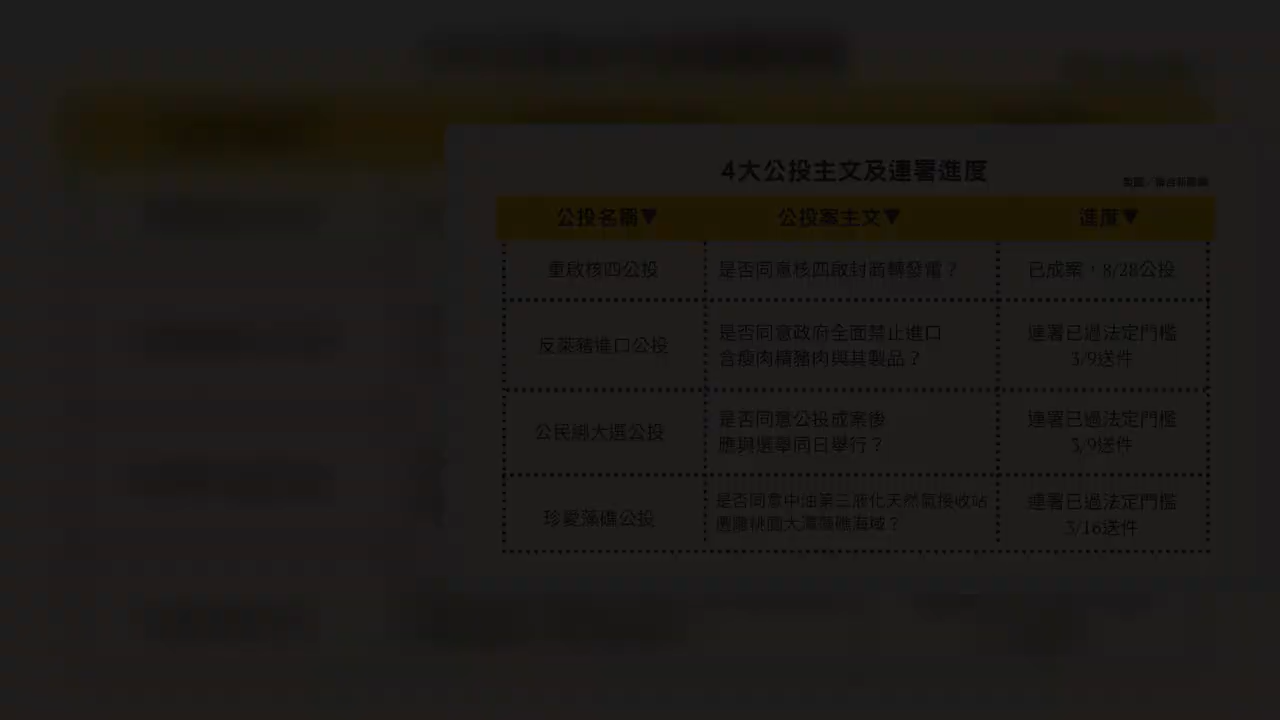 4大公投主文及連署進度
公投名稱▼ 公投案主文▼ 進度▼
重啟核四公投 是否同意核四啟封商轉發電？ 已成案，8/28公投
反萊豬進口公投 是否同意政府全面禁止進口
含瘦肉精豬肉與其製品？ 連署已過法定門檻
3/9送件
公民綁大選公投 是否同意公投成案後
應與選舉同日舉行？ 連署已過法定門檻
3/9送件
珍愛藻礁公投 是否同意中油第三液化天然氣接收站
遷離桃園大潭藻礁海域？ 連署已過法定門檻
3/16送件